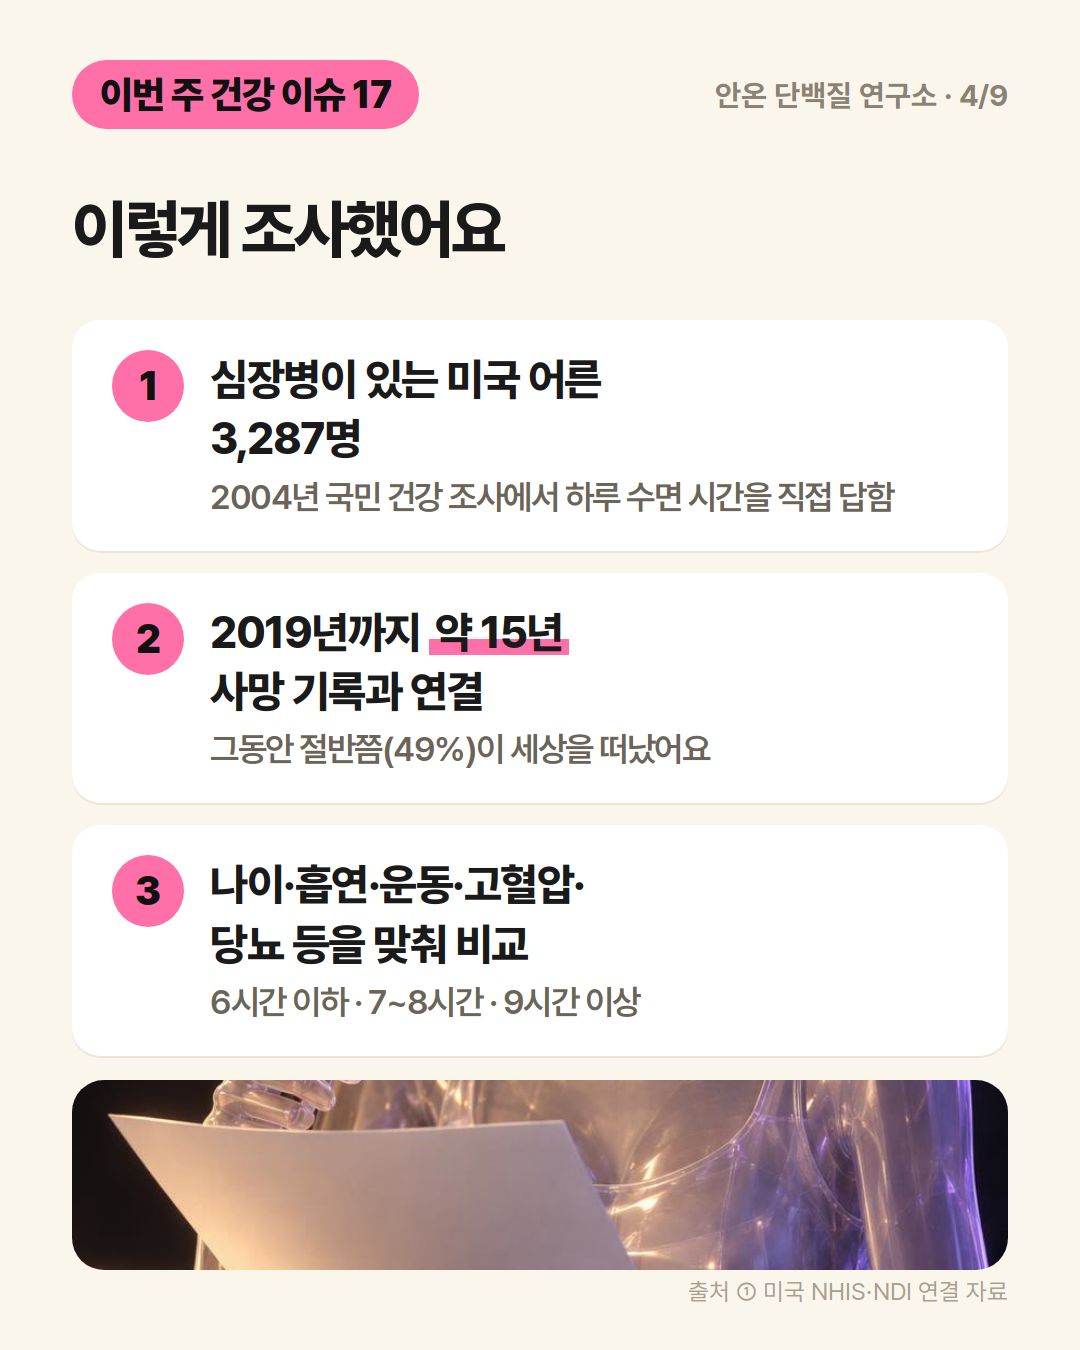 이번 주 건강 이슈 17
안온 단백질 연구소 · 4/9
이렇게 조사했어요
1
심장병이 있는 미국 어른
3,287명
2004년 국민 건강 조사에서 하루 수면 시간을 직접 답함
2
2019년까지 약 15년
사망 기록과 연결
그동안 절반쯤(49%)이 세상을 떠났어요
3
나이·흡연·운동·고혈압·
당뇨 등을 맞춰 비교
6시간 이하 · 7~8시간 · 9시간 이상
출처 ① 미국 NHIS·NDI 연결 자료